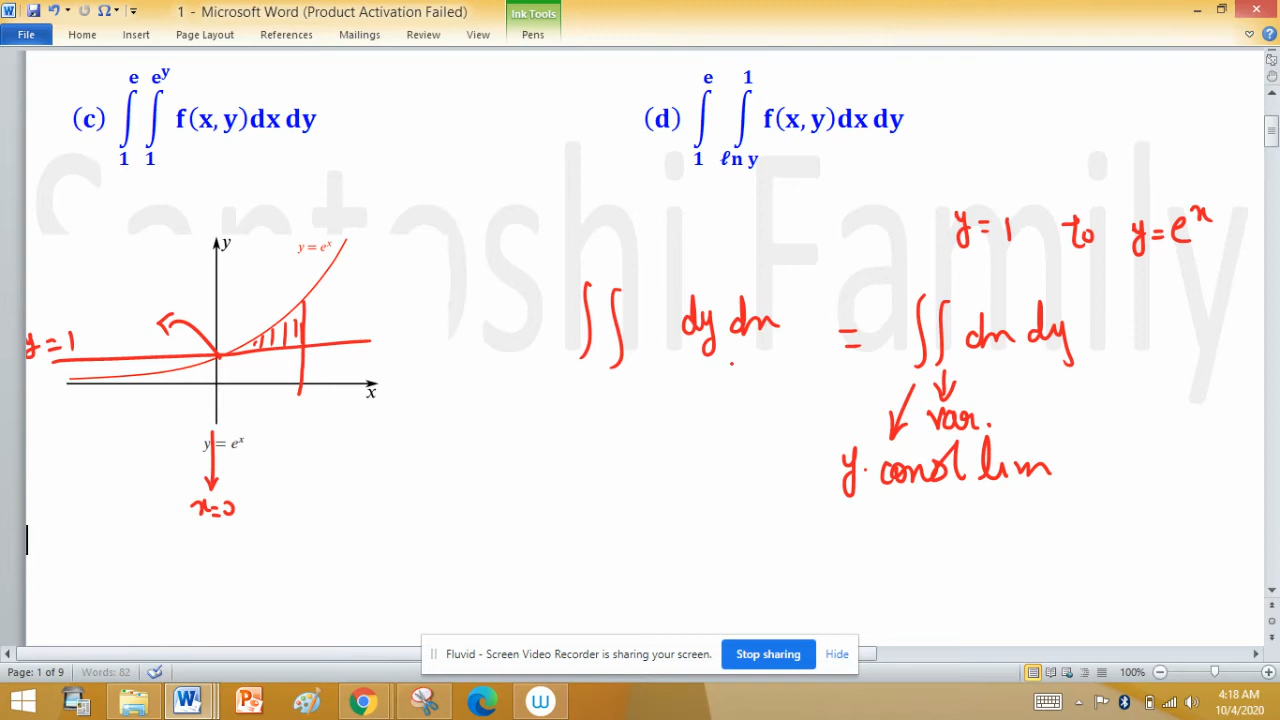 1 - Microsoft Word (Product Activation Failed)
Ink Tools
File Home Insert Page Layout References Mailings Review View Pens
(c) ∫₁^e ∫₁^(e^y) f(x, y)dx dy
(d) ∫₁^e ∫_(ℓn y)^1 f(x, y)dx dy
Santoshi Family
y = 1 to y = e^x
y
y = e^x
y = 1
x
∫∫ dy dx = ∫∫ dx dy
var.
y. const lim
y = e^x
x=0
Fluvid - Screen Video Recorder is sharing your screen.
Stop sharing
Hide
Page: 1 of 9
Words: 82
100%
4:18 AM
10/4/2020